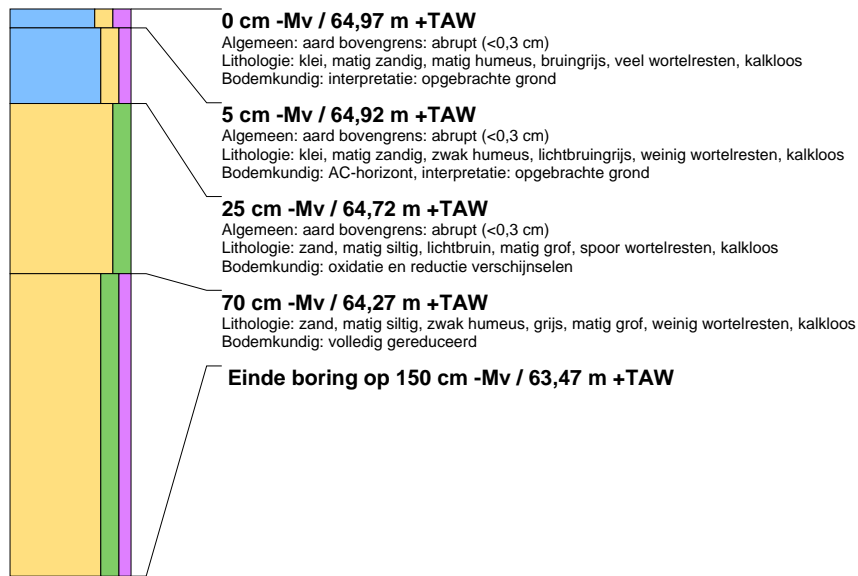 0 cm -Mv / 64,97 m +TAW
Algemeen: aard bovengrens: abrupt (<0,3 cm)
Lithologie: klei, matig zandig, matig humeus, bruingrijs, veel wortelresten, kalkloos
Bodemkundig: interpretatie: opgebrachte grond
5 cm -Mv / 64,92 m +TAW
Algemeen: aard bovengrens: abrupt (<0,3 cm)
Lithologie: klei, matig zandig, zwak humeus, lichtbruingrijs, weinig wortelresten, kalkloos
Bodemkundig: AC-horizont, interpretatie: opgebrachte grond
25 cm -Mv / 64,72 m +TAW
Algemeen: aard bovengrens: abrupt (<0,3 cm)
Lithologie: zand, matig siltig, lichtbruin, matig grof, spoor wortelresten, kalkloos
Bodemkundig: oxidatie en reductie verschijnselen
70 cm -Mv / 64,27 m +TAW
Lithologie: zand, matig siltig, zwak humeus, grijs, matig grof, weinig wortelresten, kalkloos
Bodemkundig: volledig gereduceerd
Einde boring op 150 cm -Mv / 63,47 m +TAW